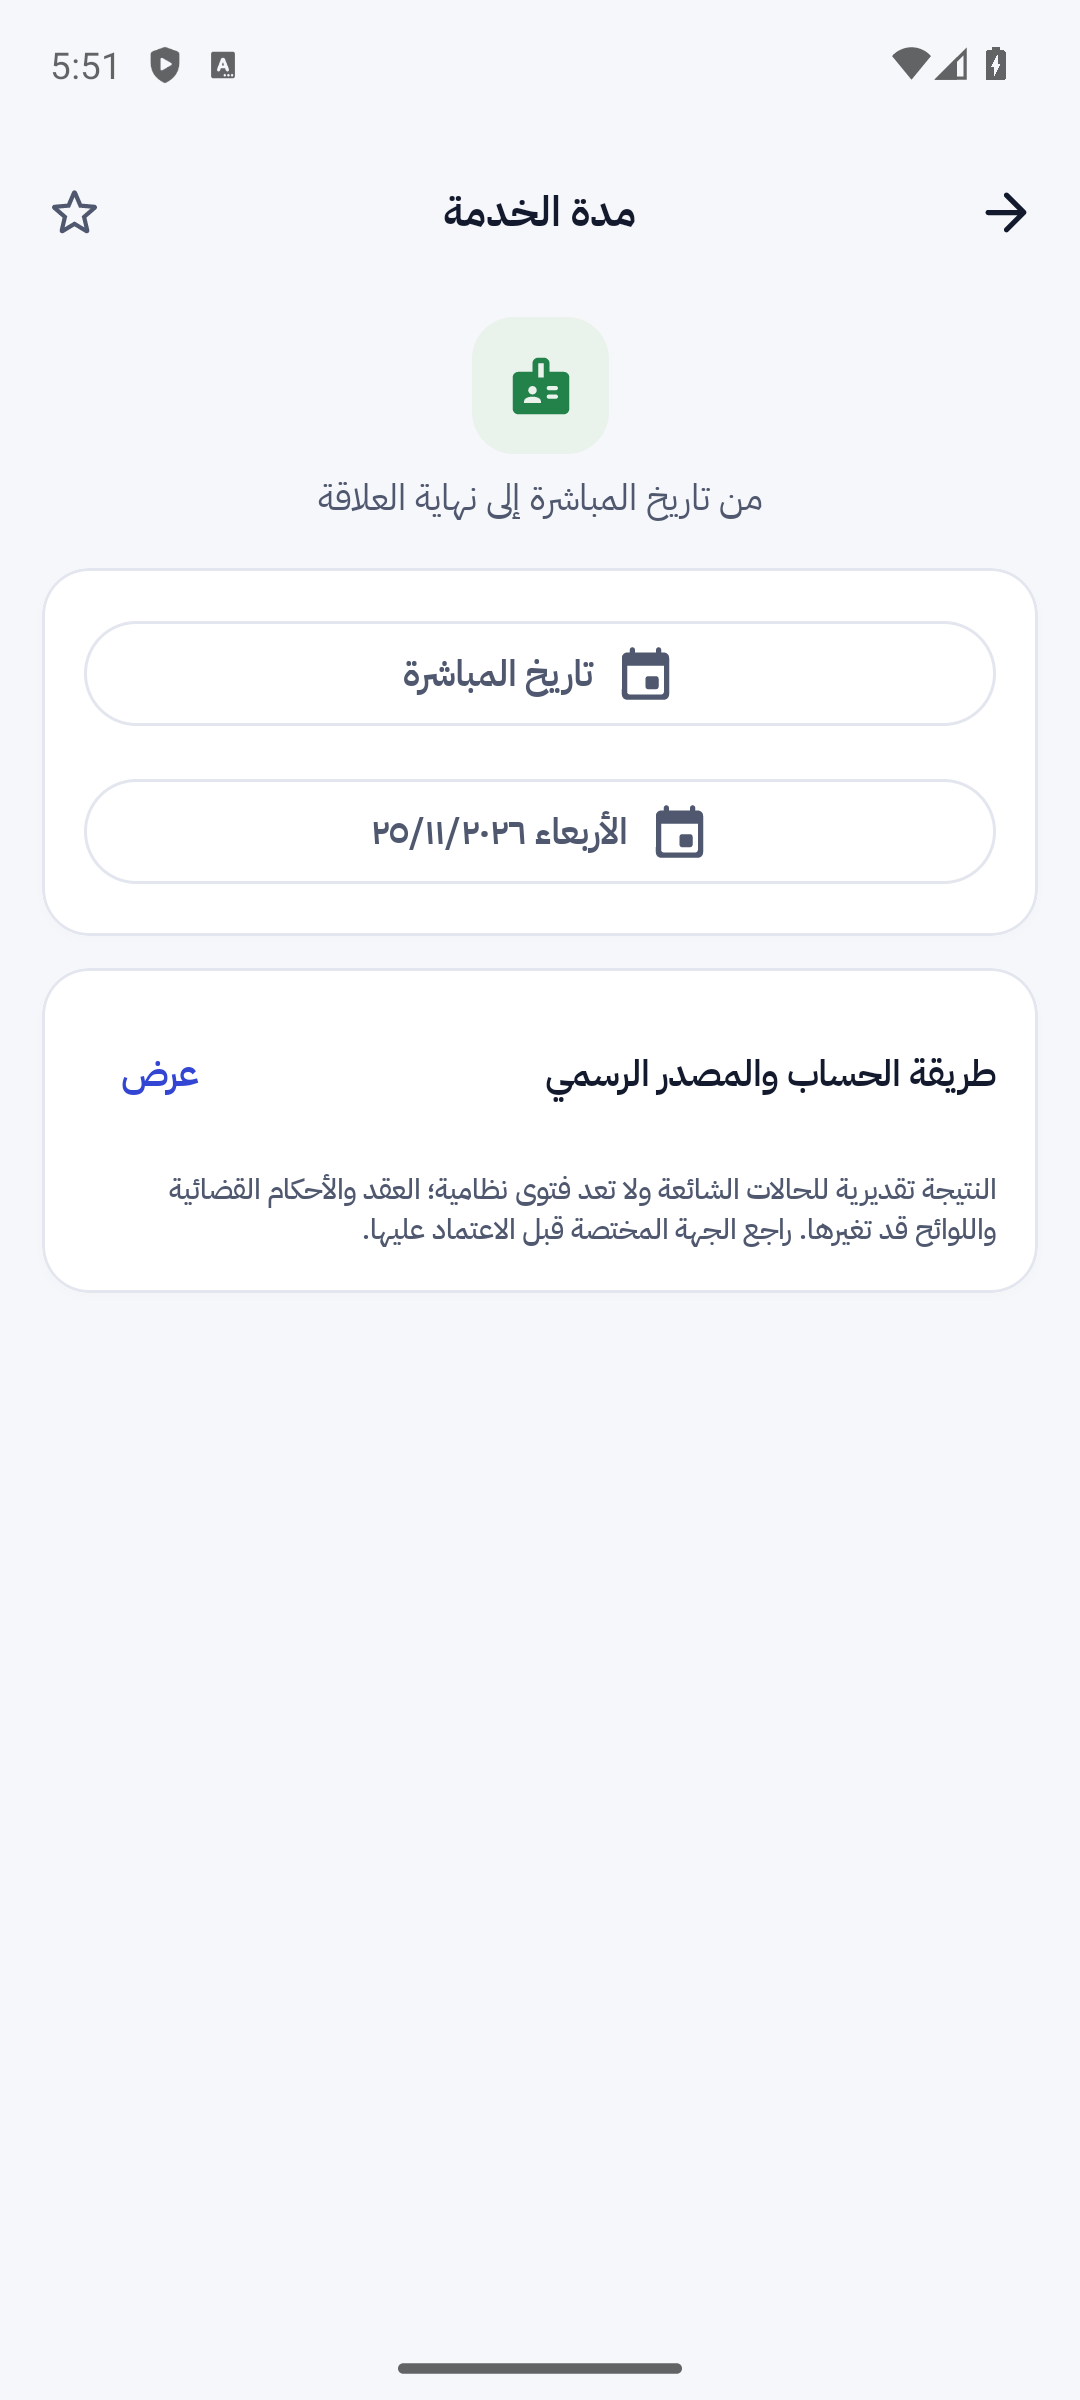 5:51
مدة الخدمة
من تاريخ المباشرة إلى نهاية العلاقة
تاريخ المباشرة
الأربعاء ٢٥/١١/٢٠٢٦
طريقة الحساب والمصدر الرسمي
عرض
النتيجة تقديرية للحالات الشائعة ولا تعد فتوى نظامية؛ العقد والأحكام القضائية
واللوائح قد تغيرها. راجع الجهة المختصة قبل الاعتماد عليها.